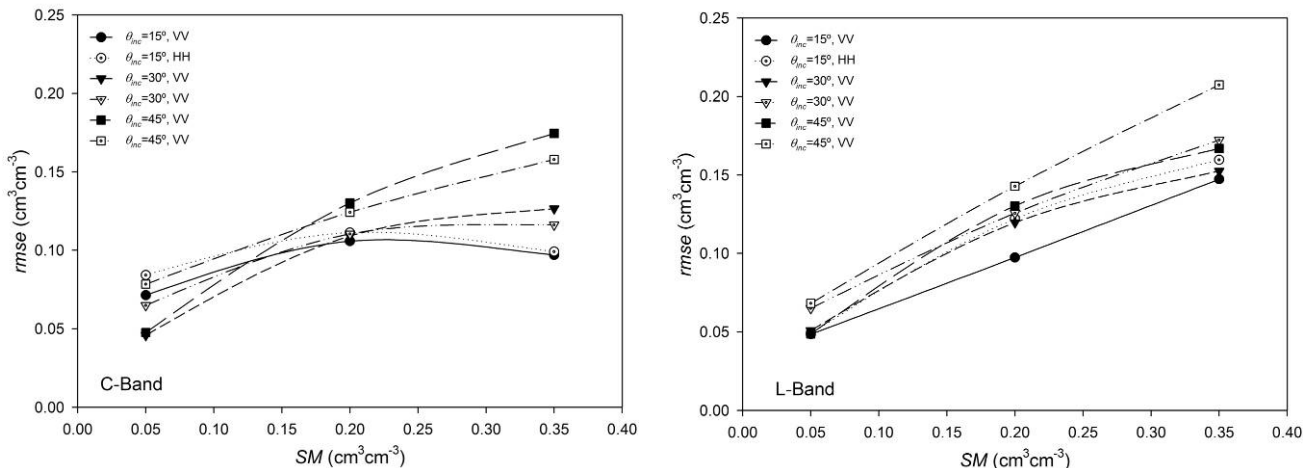 0.25
0.20
0.15
0.10
0.05
0.00
rmse (cm³cm⁻³)
θinc=15º, VV
θinc=15º, HH
θinc=30º, VV
θinc=30º, VV
θinc=45º, VV
θinc=45º, VV
C-Band
0.00 0.05 0.10 0.15 0.20 0.25 0.30 0.35 0.40
SM (cm³cm⁻³)
0.25
0.20
0.15
0.10
0.05
0.00
rmse (cm³cm⁻³)
θinc=15º, VV
θinc=15º, HH
θinc=30º, VV
θinc=30º, VV
θinc=45º, VV
θinc=45º, VV
L-Band
0.00 0.05 0.10 0.15 0.20 0.25 0.30 0.35 0.40
SM (cm³cm⁻³)